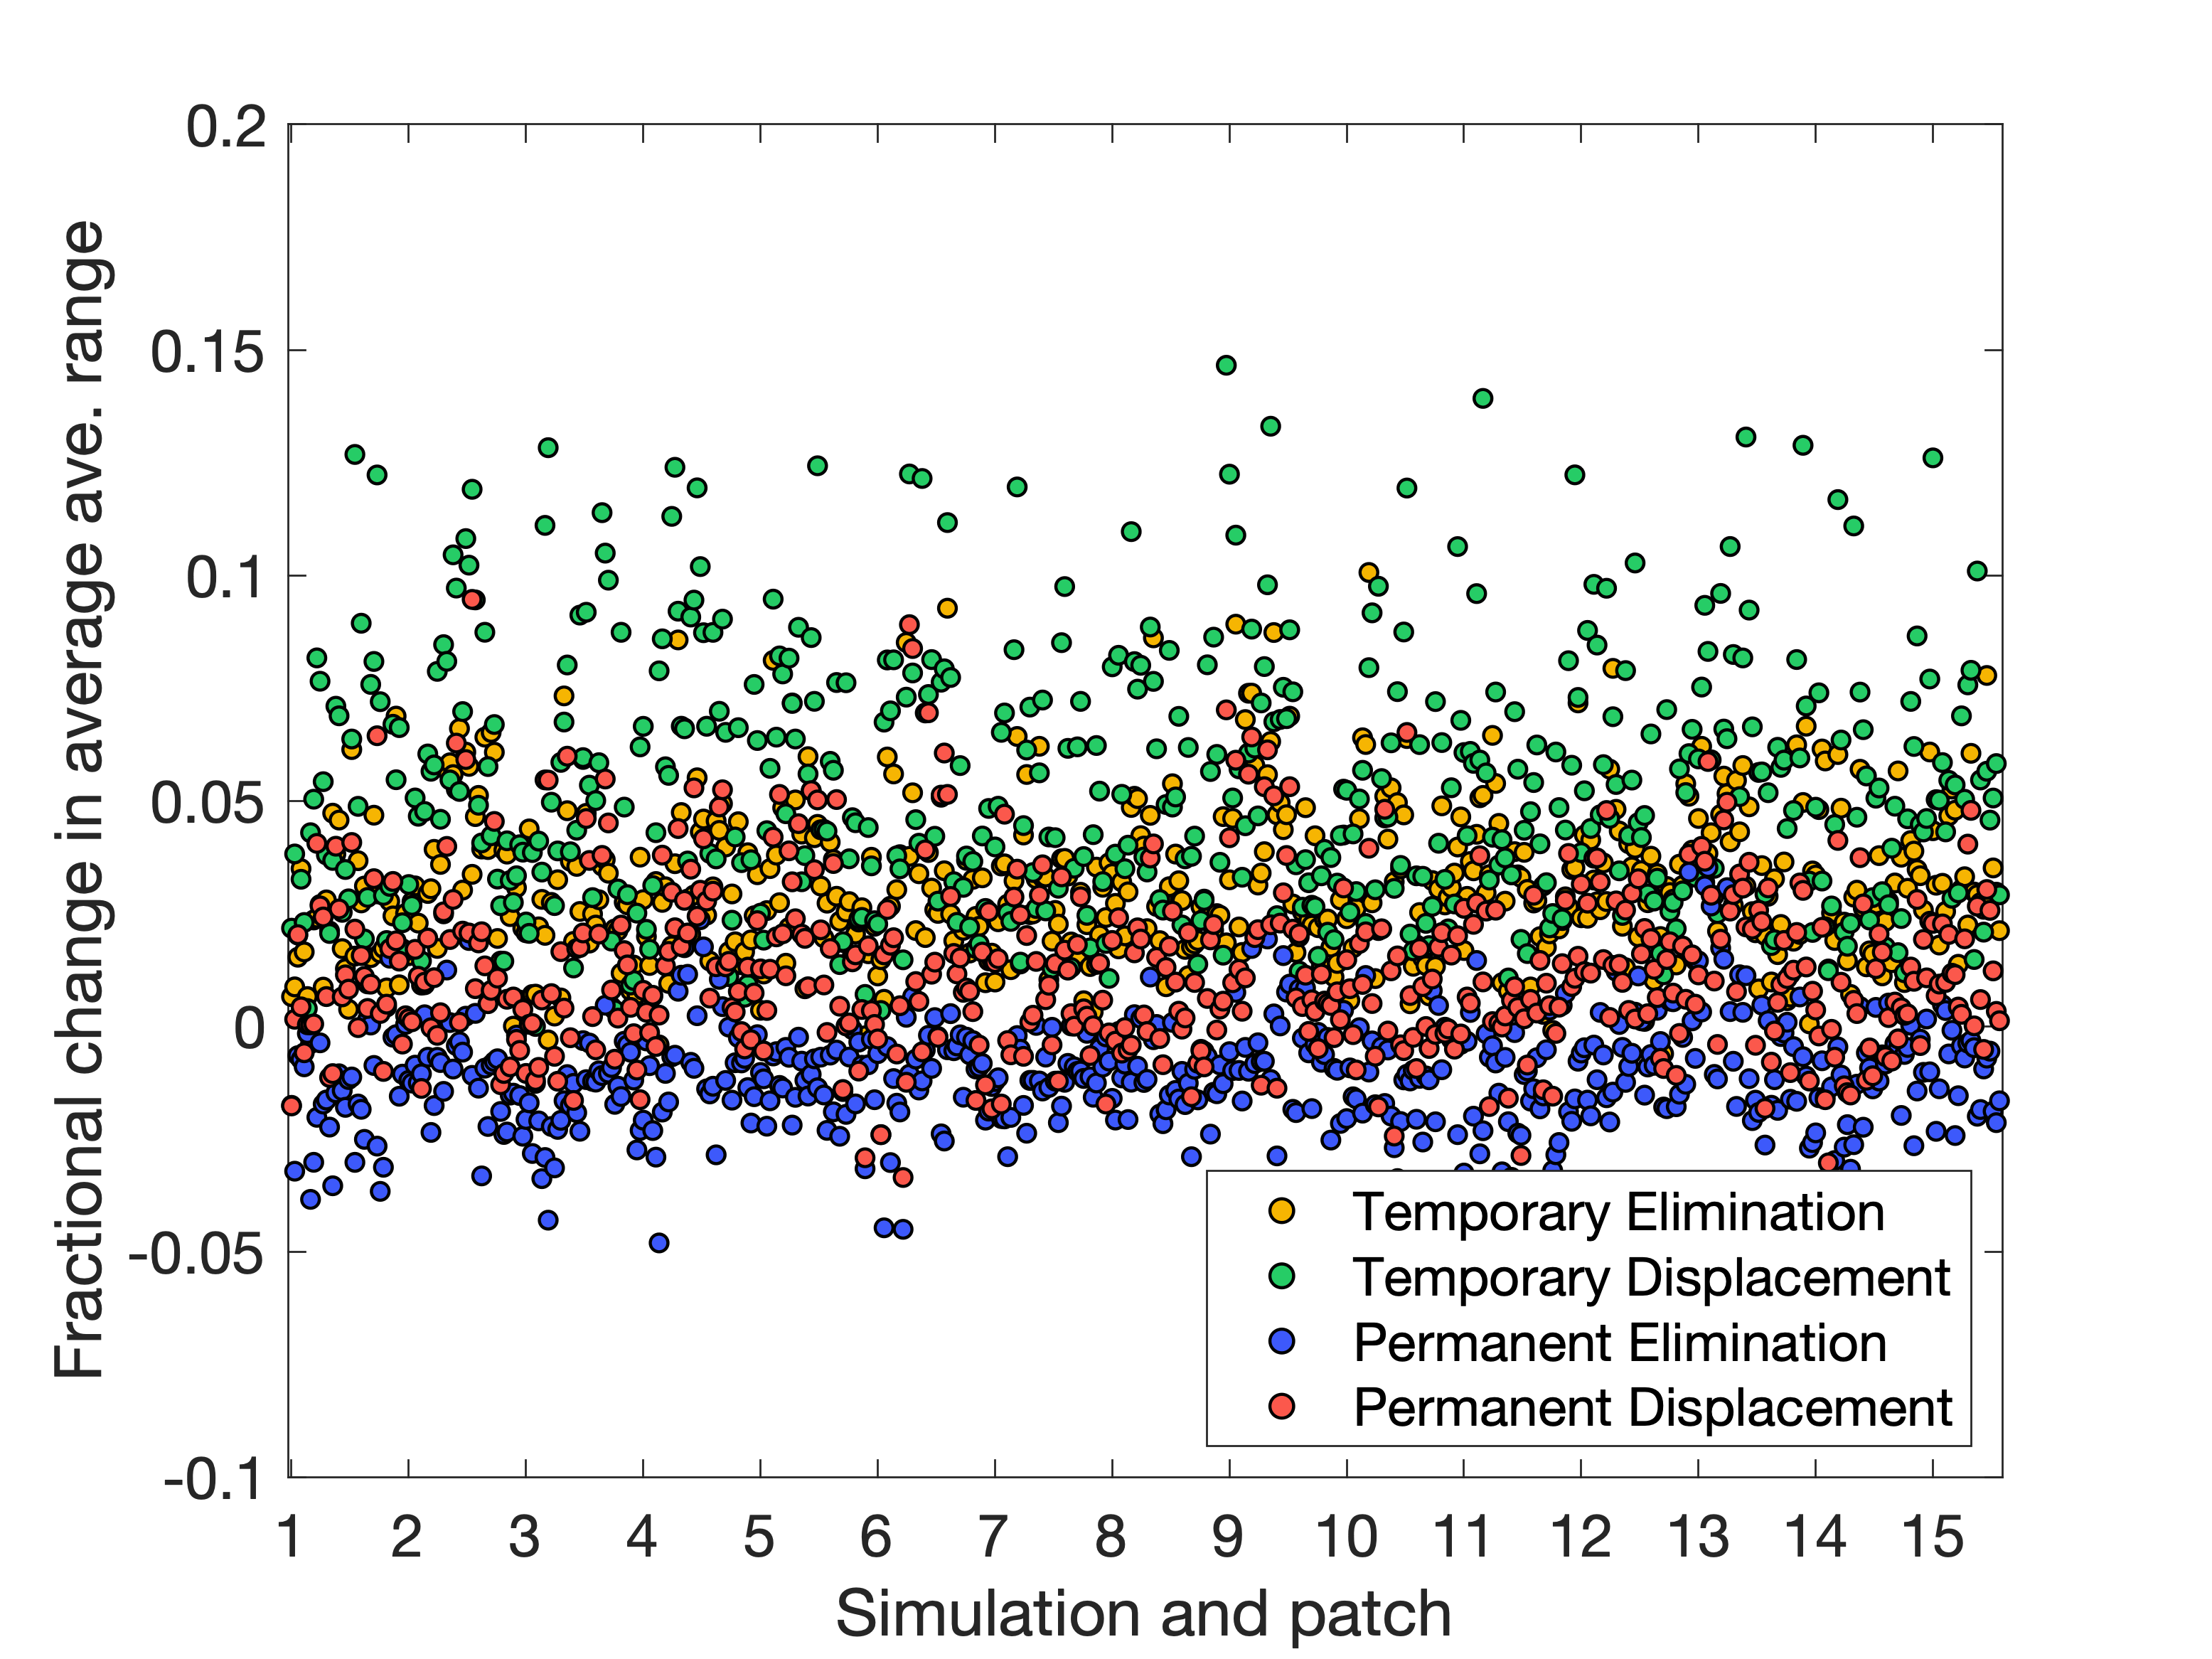 Fractional change in average ave. range
0.2
0.15
0.1
0.05
0
-0.05
-0.1
1 2 3 4 5 6 7 8 9 10 11 12 13 14 15
Simulation and patch
Temporary Elimination
Temporary Displacement
Permanent Elimination
Permanent Displacement